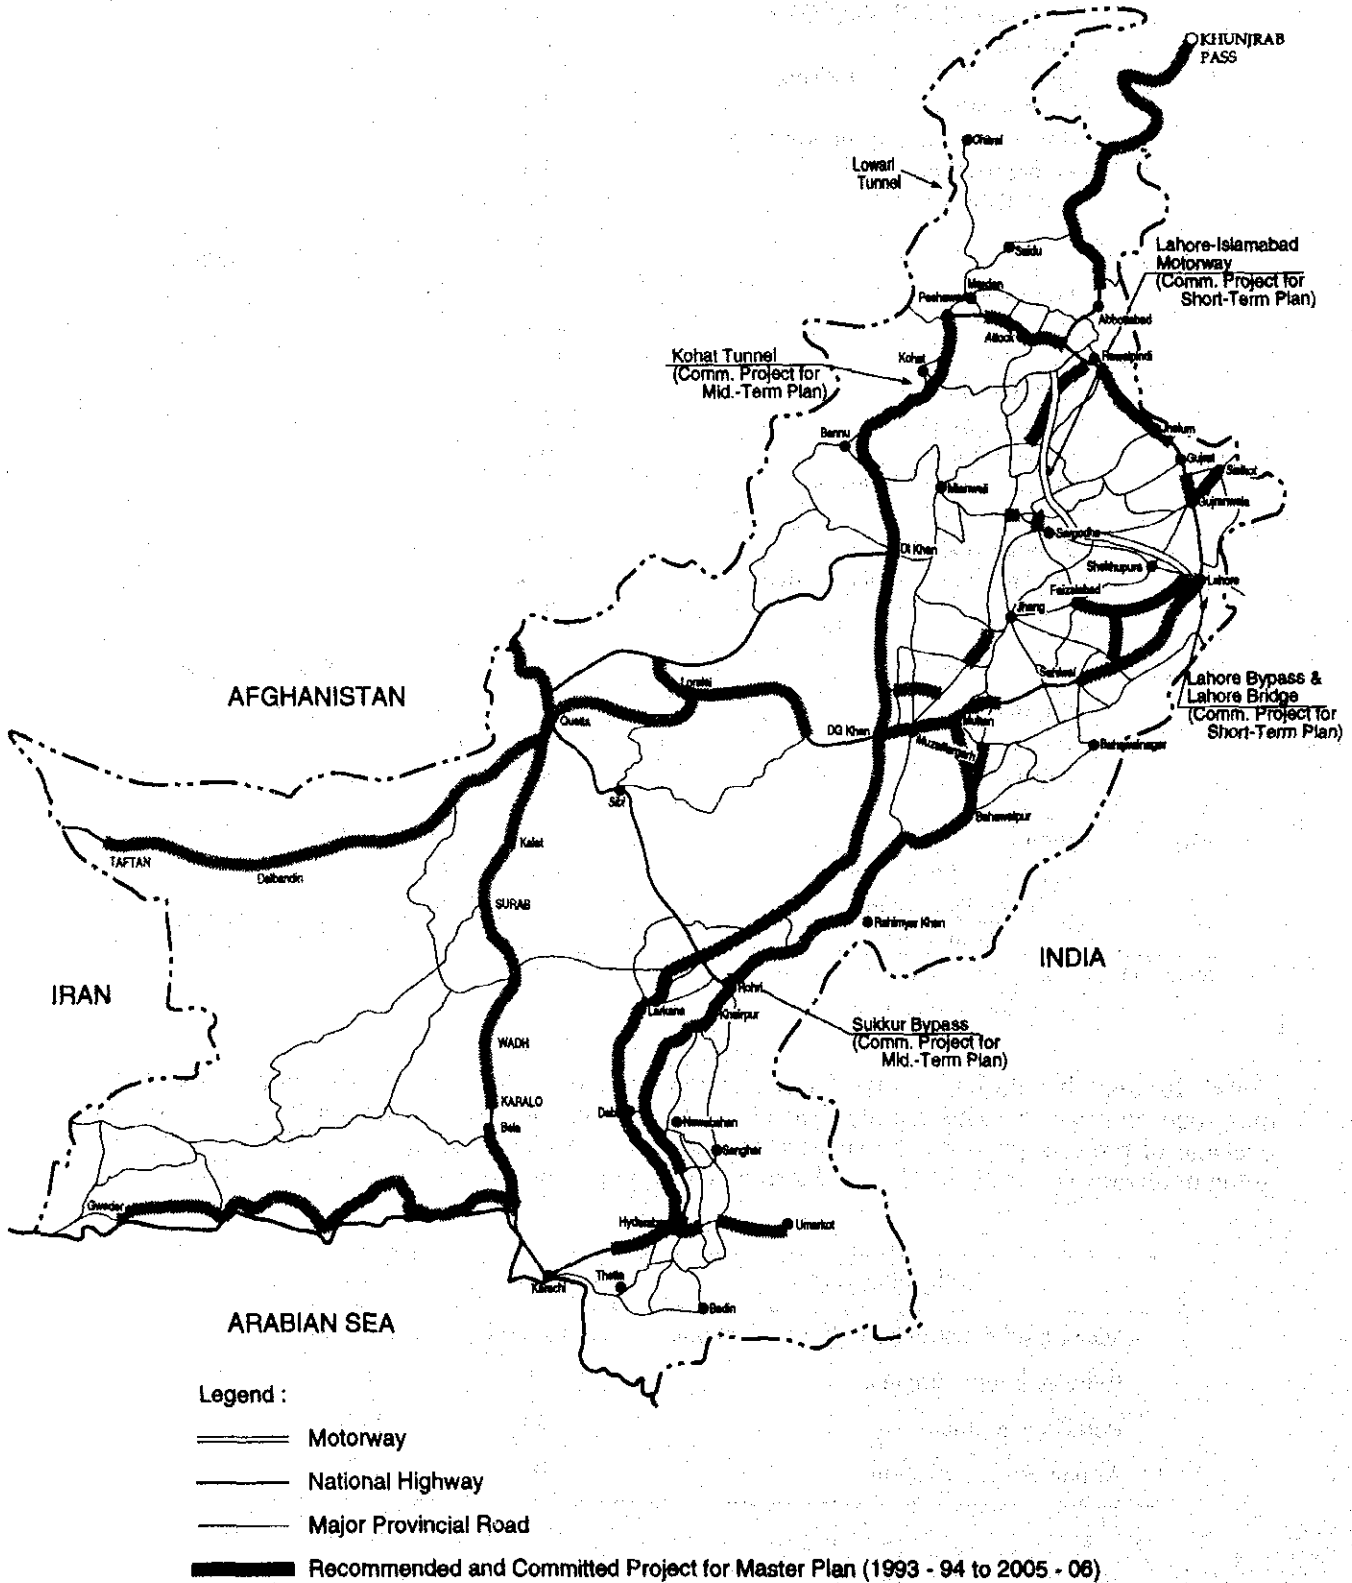 KHUNJRAB
PASS
Chitral
Lowari
Tunnel
Saidu
Lahore-Islamabad
Motorway
(Comm. Project for
Short-Term Plan)
Mardan
Peshawar
Abbottabad
Attock
Kohat Tunnel
(Comm. Project for
Mid.-Term Plan)
Kohat
Rawalpindi
Bannu
Jhelum
Gujrat
Sialkot
Mianwali
Gujranwala
Sargodha
DI Khan
Shekhupura
Lahore
Faizalabad
Jhang
Sahiwal
Lahore Bypass &
Lahore Bridge
(Comm. Project for
Short-Term Plan)
AFGHANISTAN
Loralai
Quetta
DG Khan
Multan
Muzaffargarh
Bahawalnagar
Sibi
Bahawalpur
Kalat
TAFTAN
Dalbandin
SURAB
Rahimyar Khan
INDIA
IRAN
Rohri
Larkana
Khairpur
Sukkur Bypass
(Comm. Project for
Mid.-Term Plan)
WADH
KARALO
Dadu
Nawabshah
Bela
Sanghar
Gwadar
Hyderabad
Umarkot
Karachi
Thatta
Badin
ARABIAN SEA
Legend :
Motorway
National Highway
Major Provincial Road
Recommended and Committed Project for Master Plan (1993 - 94 to 2005 - 06)